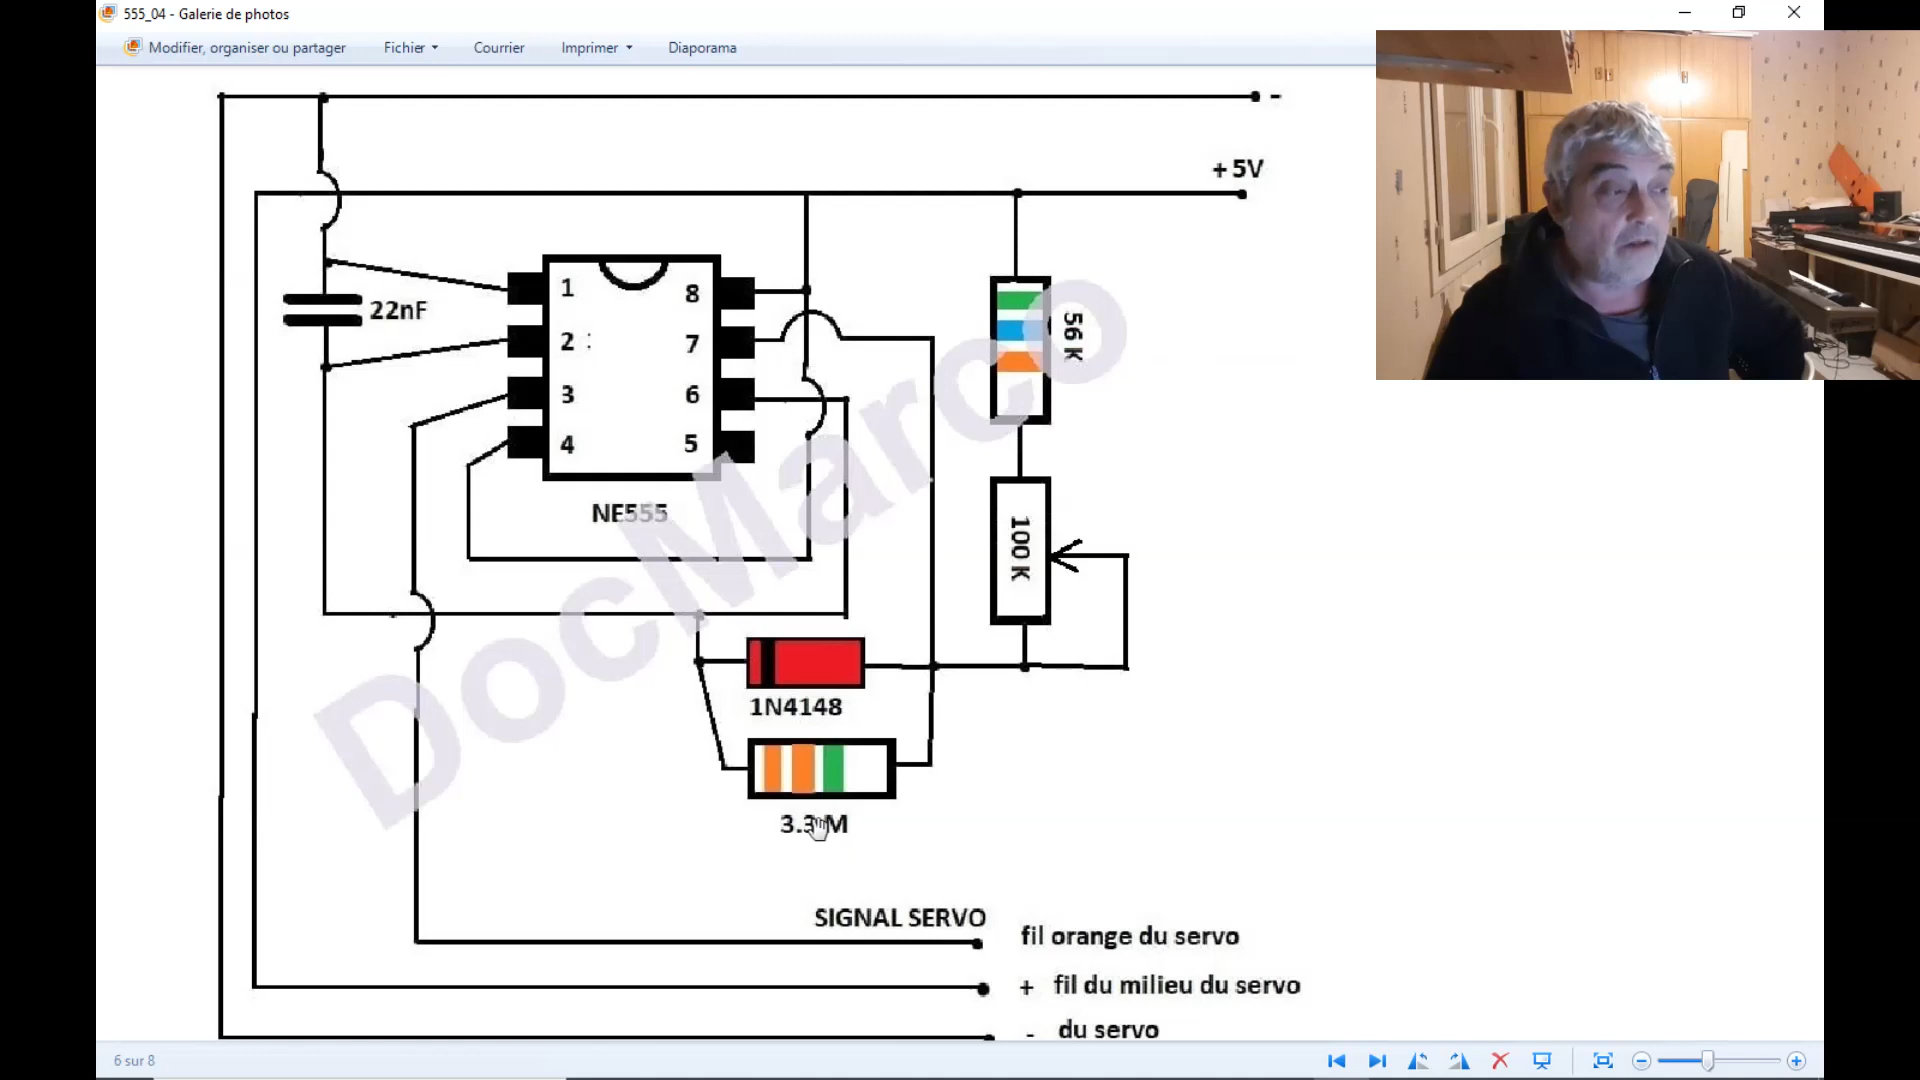 555_04 - Galerie de photos
Modifier, organiser ou partager Fichier Courrier Imprimer Diaporama
-
+ 5V
22nF
1 8
2 : 7
3 6
4 5
NE555
56 K
100 K
1N4148
3.3 M
DocMarco
SIGNAL SERVO
fil orange du servo
+ fil du milieu du servo
- du servo
6 sur 8